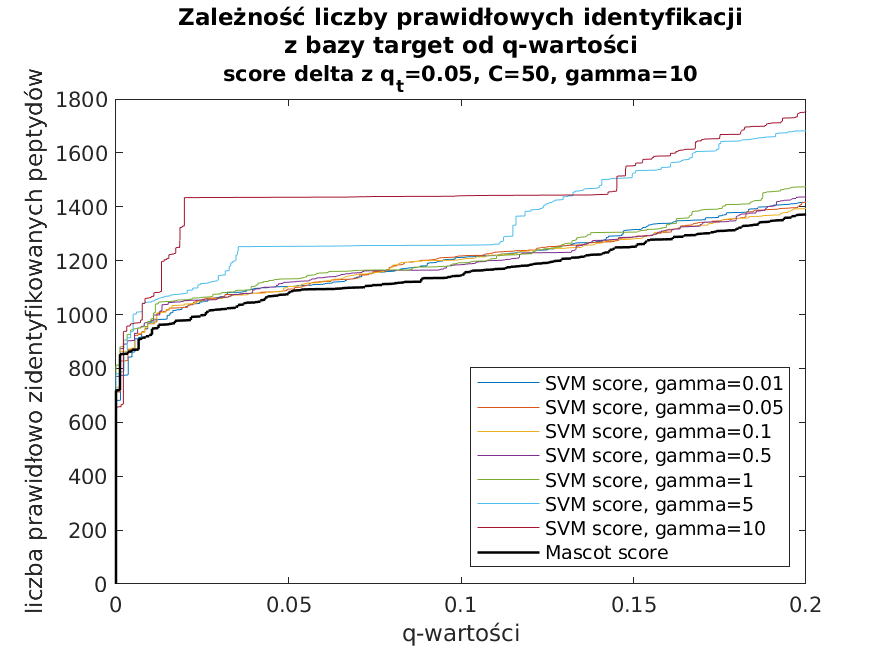 Zależność liczby prawidłowych identyfikacji
z bazy target od q-wartości
score delta z qt=0.05, C=50, gamma=10
liczba prawidłowo zidentyfikowanych peptydów
1800
1600
1400
1200
1000
800
600
400
200
0
SVM score, gamma=0.01
SVM score, gamma=0.05
SVM score, gamma=0.1
SVM score, gamma=0.5
SVM score, gamma=1
SVM score, gamma=5
SVM score, gamma=10
Mascot score
0 0.05 0.1 0.15 0.2
q-wartości